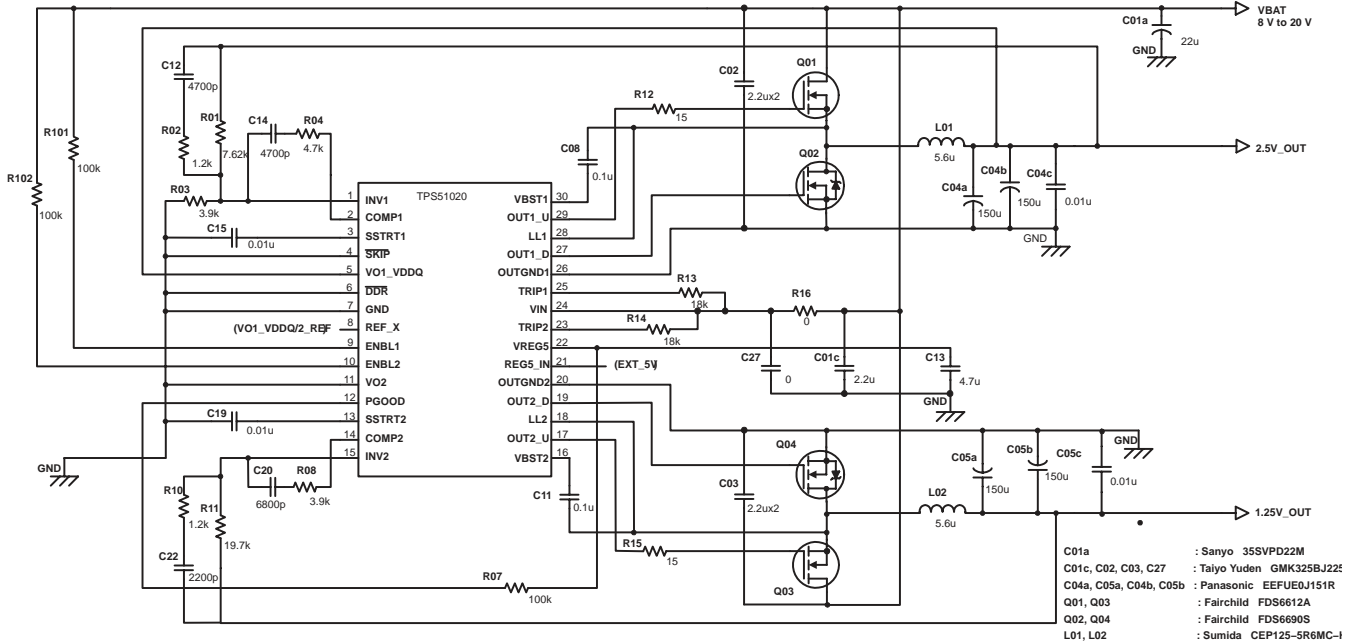 VBAT
8 V to 20 V
C01a
22u
GND
C12
4700p
R02
1.2k
R01
7.62k
C14
4700p
R04
4.7k
R101
100k
R102
100k
R03
3.9k
C15
0.01u
C02
2.2ux2
Q01
R12
15
C08
0.1u
Q02
L01
5.6u
2.5V_OUT
C04a
150u
C04b
150u
C04c
0.01u
GND
TPS51020
1 INV1
2 COMP1
3 SSTRT1
4 SKIP
5 VO1_VDDQ
6 DDR
7 GND
8 REF_X
9 ENBL1
10 ENBL2
11 VO2
12 PGOOD
13 SSTRT2
14 COMP2
15 INV2
VBST1 30
OUT1_U 29
LL1 28
OUT1_D 27
OUTGND1 26
TRIP1 25
VIN 24
TRIP2 23
VREG5 22
REG5_IN 21
OUTGND2 20
OUT2_D 19
LL2 18
OUT2_U 17
VBST2 16
(VO1_VDDQ/2_REF)
(EXT_5V)
R13
18k
R14
18k
R16
0
C27
0
C01c
2.2u
C13
4.7u
GND
C19
0.01u
GND
C20
6800p
R08
3.9k
R10
1.2k
R11
19.7k
C22
2200p
R07
100k
C11
0.1u
R15
15
C03
2.2ux2
Q04
Q03
L02
5.6u
C05a
150u
C05b
150u
C05c
0.01u
GND
1.25V_OUT
C01a : Sanyo 35SVPD22M
C01c, C02, C03, C27 : Taiyo Yuden GMK325BJ225
C04a, C05a, C04b, C05b : Panasonic EEFUE0J151R
Q01, Q03 : Fairchild FDS6612A
Q02, Q04 : Fairchild FDS6690S
L01, L02 : Sumida CEP125–5R6MC–